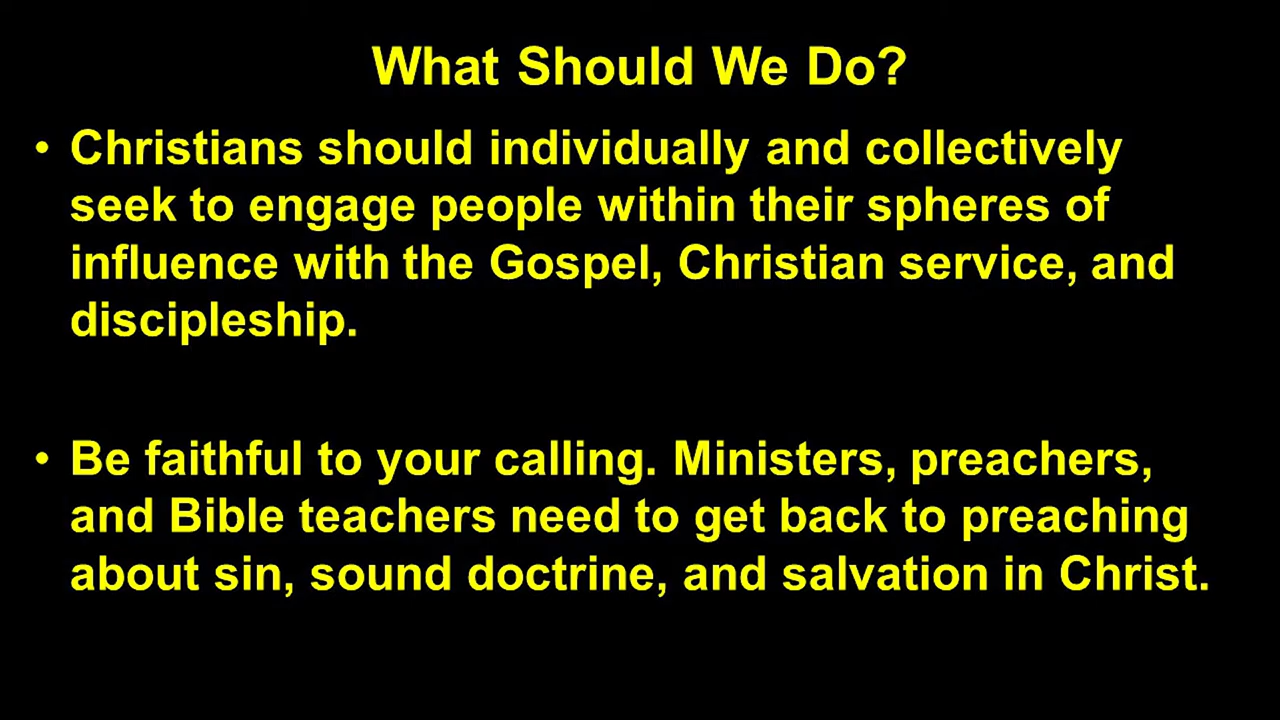 What Should We Do?
• Christians should individually and collectively
seek to engage people within their spheres of
influence with the Gospel, Christian service, and
discipleship.
• Be faithful to your calling. Ministers, preachers,
and Bible teachers need to get back to preaching
about sin, sound doctrine, and salvation in Christ.